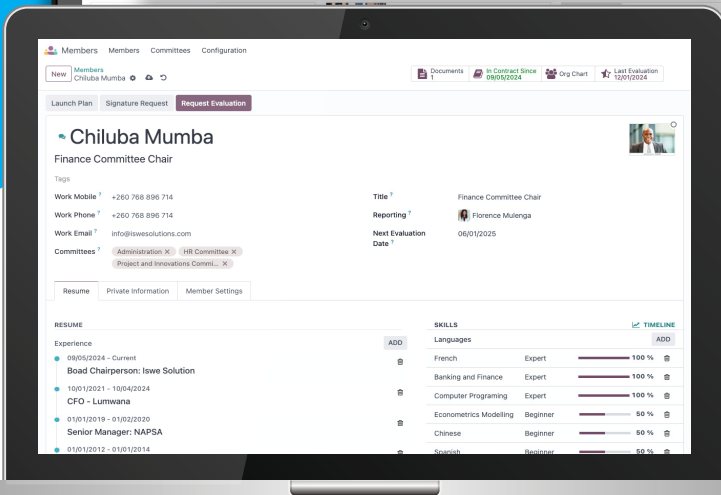 Members Members Committees Configuration
New Members
Chiluba Mumba
Documents
1
In Contract Since
09/05/2024
Org Chart
Last Evaluation
12/01/2024
Launch Plan Signature Request Request Evaluation
Chiluba Mumba
Finance Committee Chair
Tags
Work Mobile ? +260 768 896 714
Work Phone ? +260 768 896 714
Work Email ? info@iswesolutions.com
Committees ? Administration × HR Committee ×
Project and Innovations Commi... ×
Title ? Finance Committee Chair
Reporting ? Florence Mulenga
Next Evaluation
Date ?
06/01/2025
Resume Private Information Member Settings
RESUME
Experience ADD
09/05/2024 - Current
Boad Chairperson: Iswe Solution
10/01/2021 - 10/04/2024
CFO - Lumwana
01/01/2019 - 01/02/2020
Senior Manager: NAPSA
01/01/2012 - 01/01/2014
SKILLS TIMELINE
Languages ADD
French Expert 100 %
Banking and Finance Expert 100 %
Computer Programing Expert 100 %
Econometrics Modelling Beginner 50 %
Chinese Beginner 50 %
Spanish Beginner 50 %